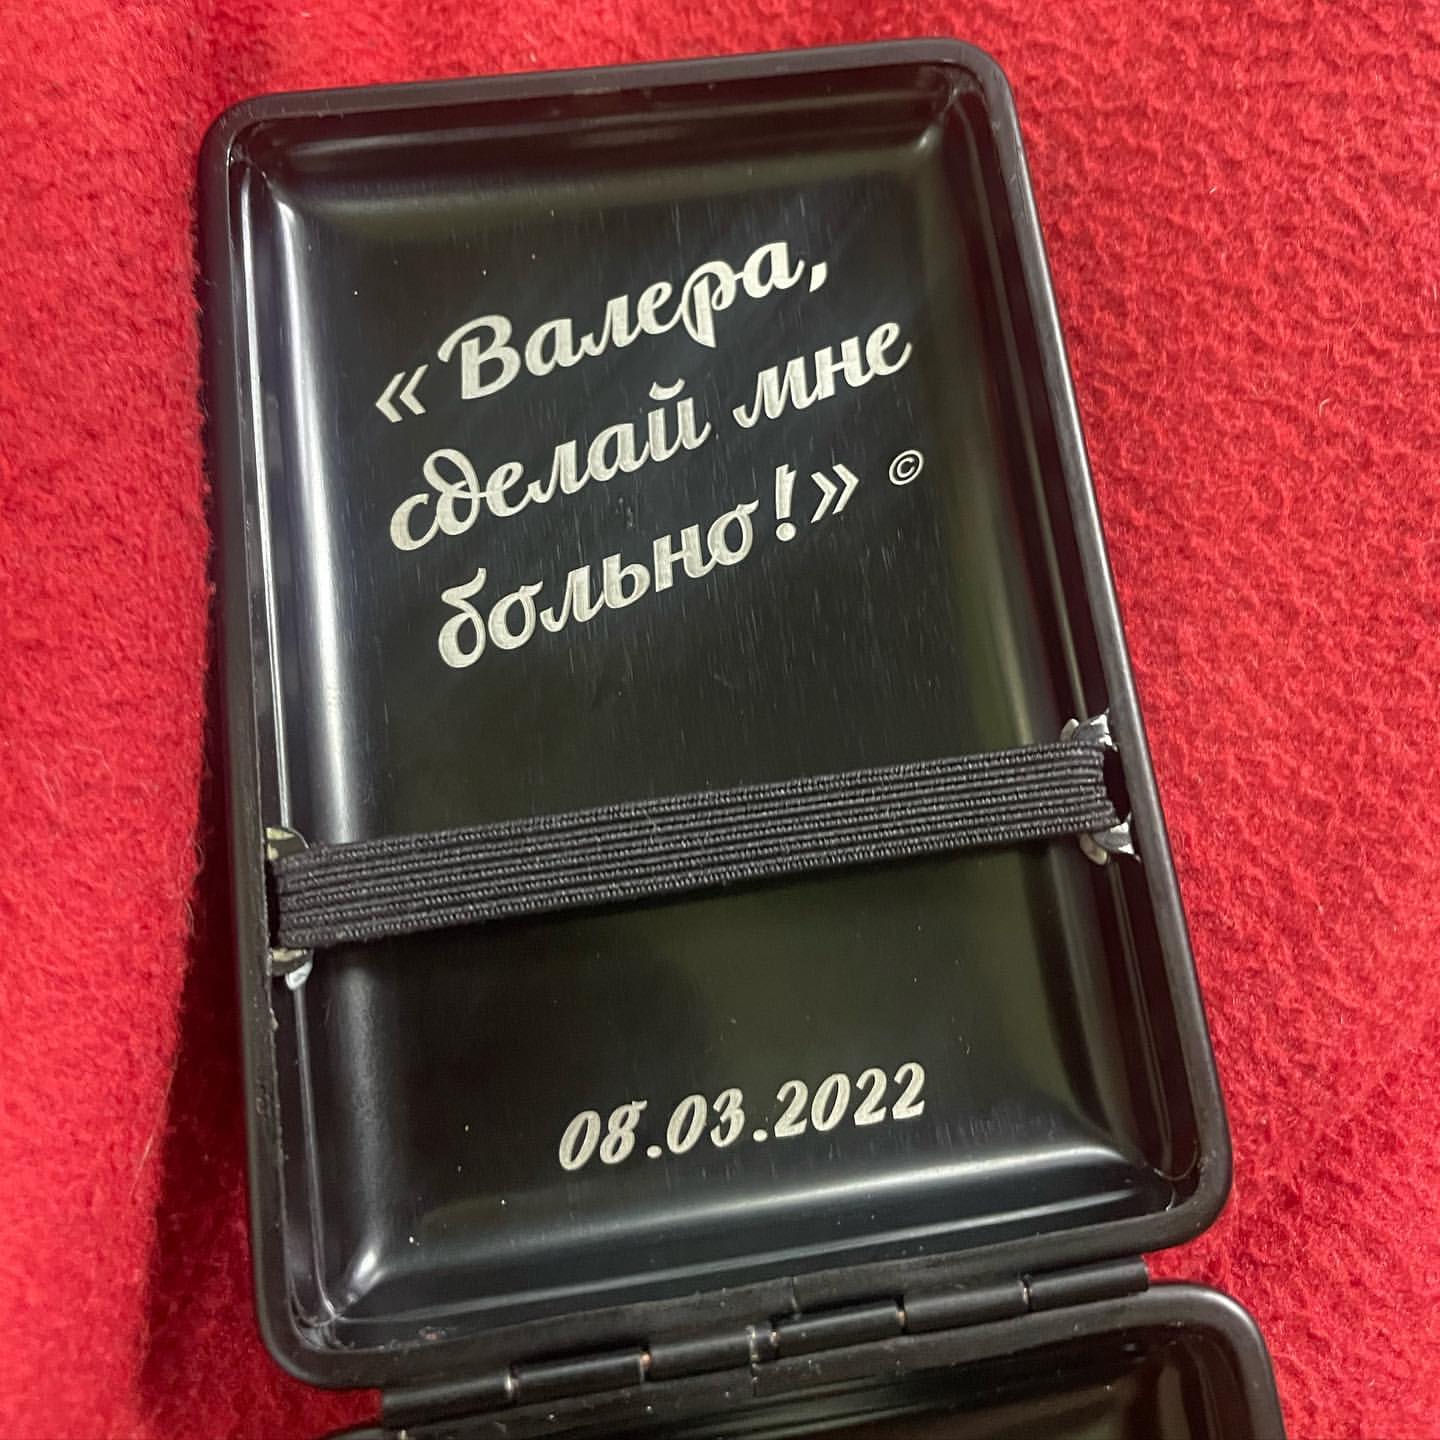 «Валера,
сделай мне
больно!» ©
08.03.2022